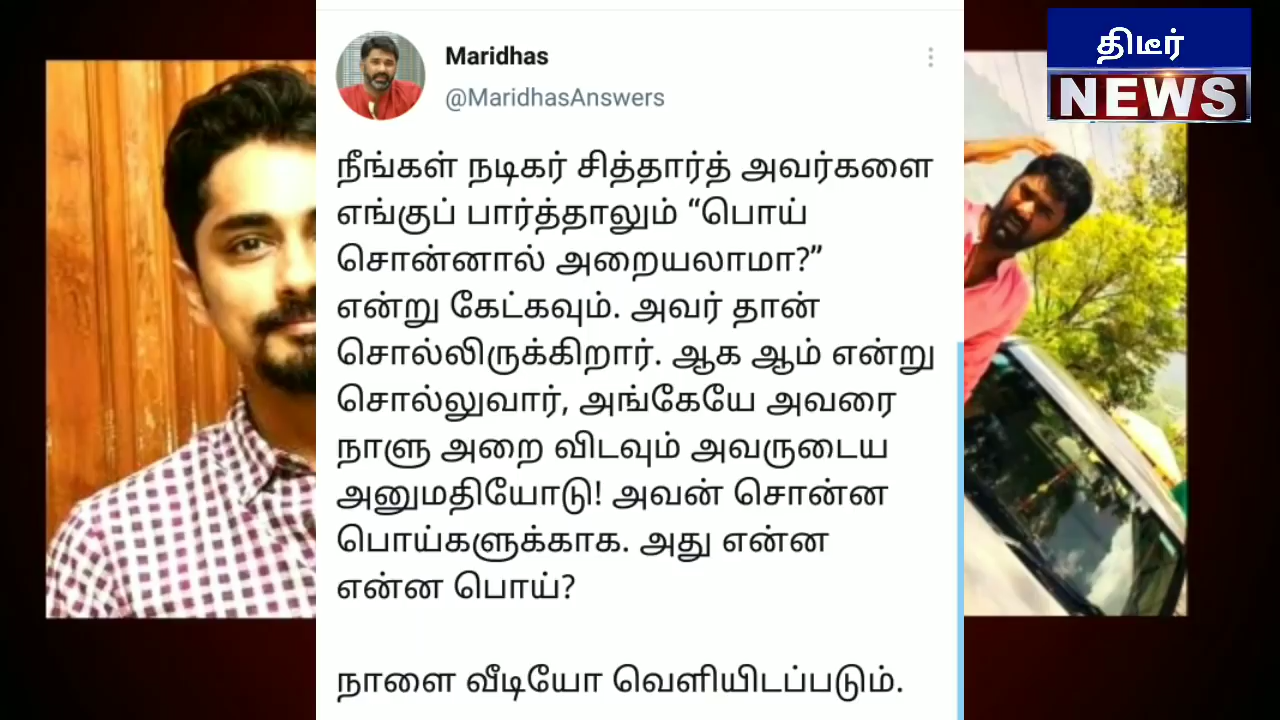 திடீர்
NEWS
Maridhas
@MaridhasAnswers
நீங்கள் நடிகர் சித்தார்த் அவர்களை
எங்குப் பார்த்தாலும் “பொய்
சொன்னால் அறையலாமா?”
என்று கேட்கவும். அவர் தான்
சொல்லிருக்கிறார். ஆக ஆம் என்று
சொல்லுவார், அங்கேயே அவரை
நாளு அறை விடவும் அவருடைய
அனுமதியோடு! அவன் சொன்ன
பொய்களுக்காக. அது என்ன
என்ன பொய்?
நாளை வீடியோ வெளியிடப்படும்.